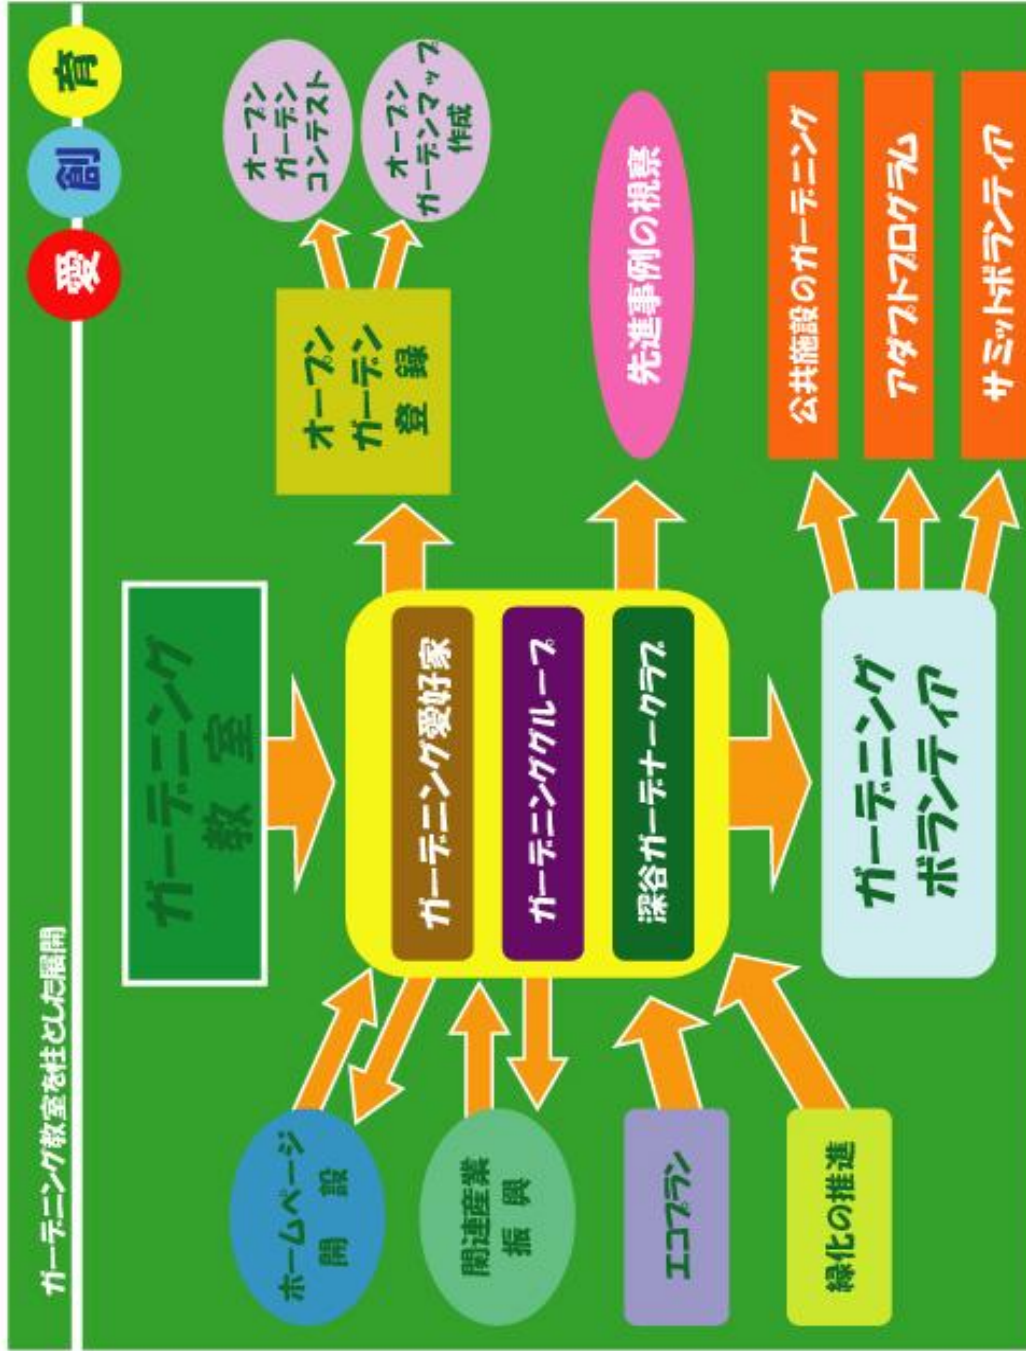 ガーデニング教室を柱とした展開
愛
創
育
ガーデニング
教室
ホームページ
開設
関連産業
振興
エコプラン
緑化の推進
ガーデニング愛好家
ガーデニンググループ
深谷ガーデナークラブ
オープン
ガーデン
登録
オープン
ガーデン
コンテスト
オープン
ガーデンマップ
作成
先進事例の視察
ガーデニング
ボランティア
公共施設のガーデニング
アダプトプログラム
サミットボランティア